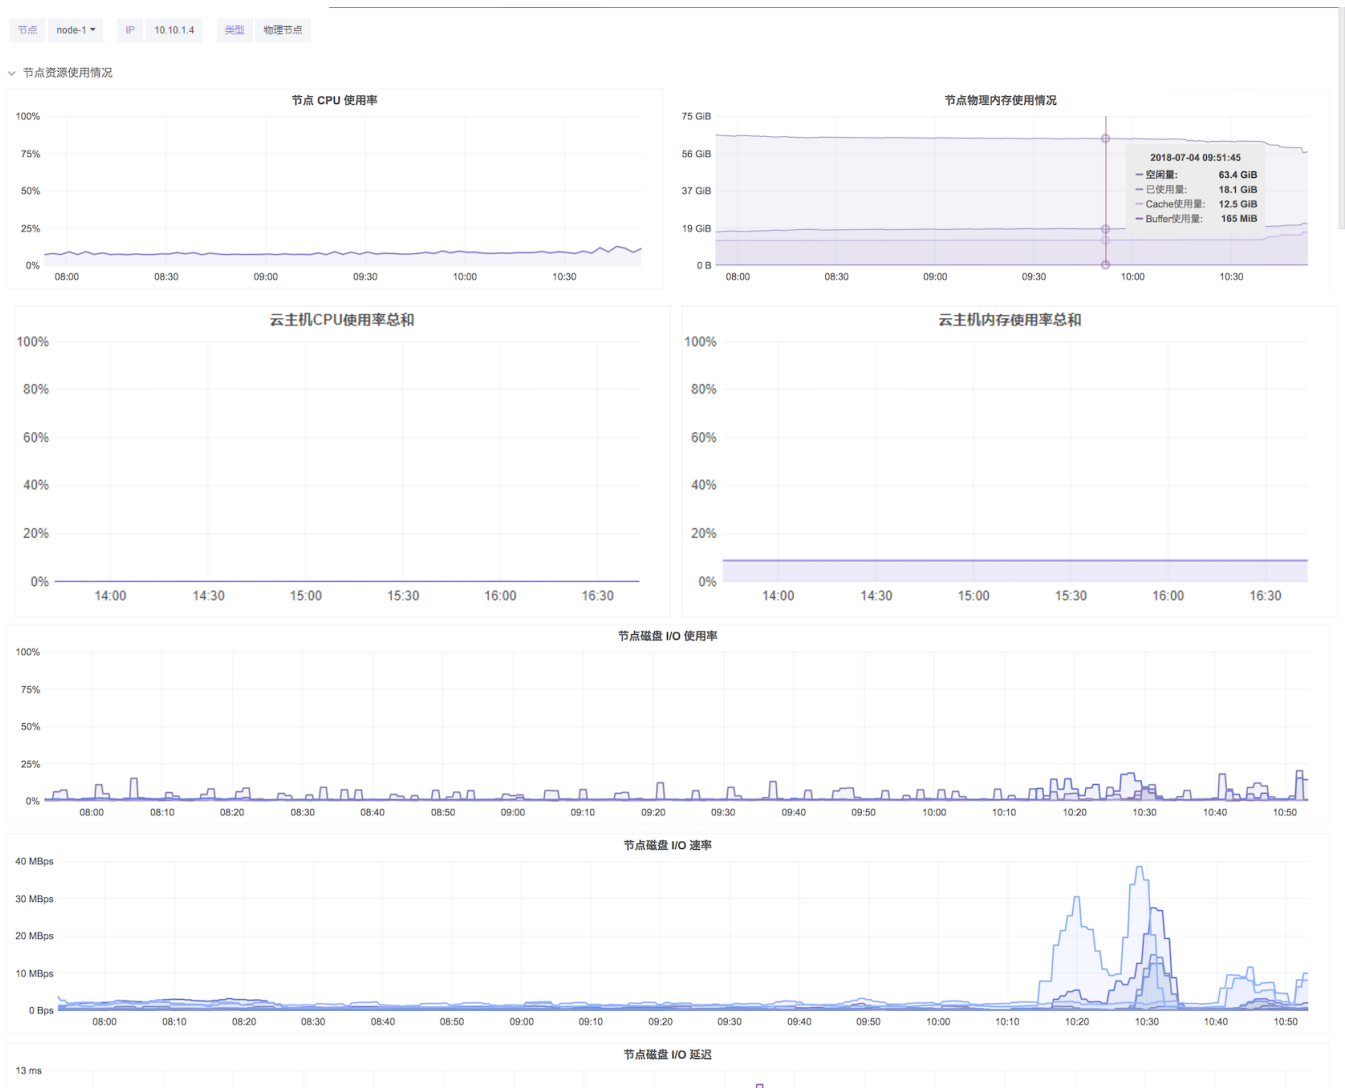 节点 node-1 IP 10.10.1.4 类型 物理节点
节点资源使用情况
节点 CPU 使用率
100%
75%
50%
25%
0%
08:00 08:30 09:00 09:30 10:00 10:30
节点物理内存使用情况
75 GiB
56 GiB
37 GiB
19 GiB
0 B
08:00 08:30 09:00 09:30 10:00 10:30
2018-07-04 09:51:45
空闲量: 63.4 GiB
已使用量: 18.1 GiB
Cache使用量: 12.5 GiB
Buffer使用量: 165 MiB
云主机CPU使用率总和
100%
80%
60%
40%
20%
0%
14:00 14:30 15:00 15:30 16:00 16:30
云主机内存使用率总和
100%
80%
60%
40%
20%
0%
14:00 14:30 15:00 15:30 16:00 16:30
节点磁盘 I/O 使用率
100%
75%
50%
25%
0%
08:00 08:10 08:20 08:30 08:40 08:50 09:00 09:10 09:20 09:30 09:40 09:50 10:00 10:10 10:20 10:30 10:40 10:50
节点磁盘 I/O 速率
40 MBps
30 MBps
20 MBps
10 MBps
0 Bps
08:00 08:10 08:20 08:30 08:40 08:50 09:00 09:10 09:20 09:30 09:40 09:50 10:00 10:10 10:20 10:30 10:40 10:50
节点磁盘 I/O 延迟
13 ms